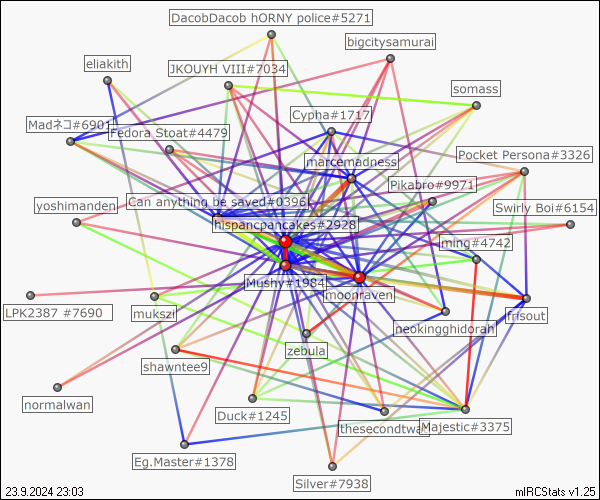 DacobDacob hORNY police#5271
bigcitysamurai
eliakith
JKOUYH VIII#7034
somass
Cypha#1717
Madネコ#6901
Fedora Stoat#4479
marcemadness
Pocket Persona#3326
Pikabro#9971
Can anything be saved#0396
yoshimanden
Swirly Boi#6154
hispancpancakes#2928
ming#4742
Mushy#1984
moonraven
LPK2387 #7690
mukszi
neokingghidorah
frisout
zebula
shawntee9
normalwan
Duck#1245
Majestic#3375
Eg.Master#1378
Silver#7938
23.9.2024 23:03
mIRCStats v1.25